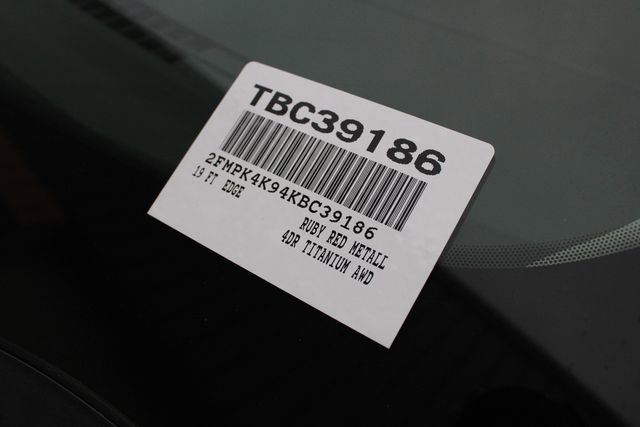 TBC39186
2FMPK4K94KBC39186
19 FT EDGE
RUBY RED METALL
4DR TITANIUM AWD